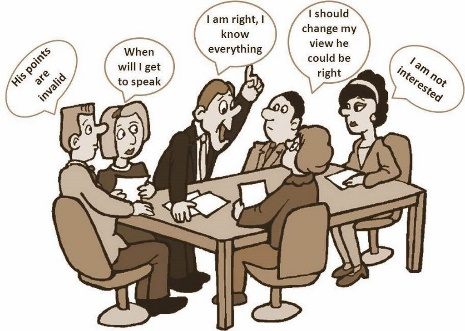 His points
are
invalid
When
will I get
to speak
I am right, I
know
everything
I should
change my
view he
could be
right
I am not
interested